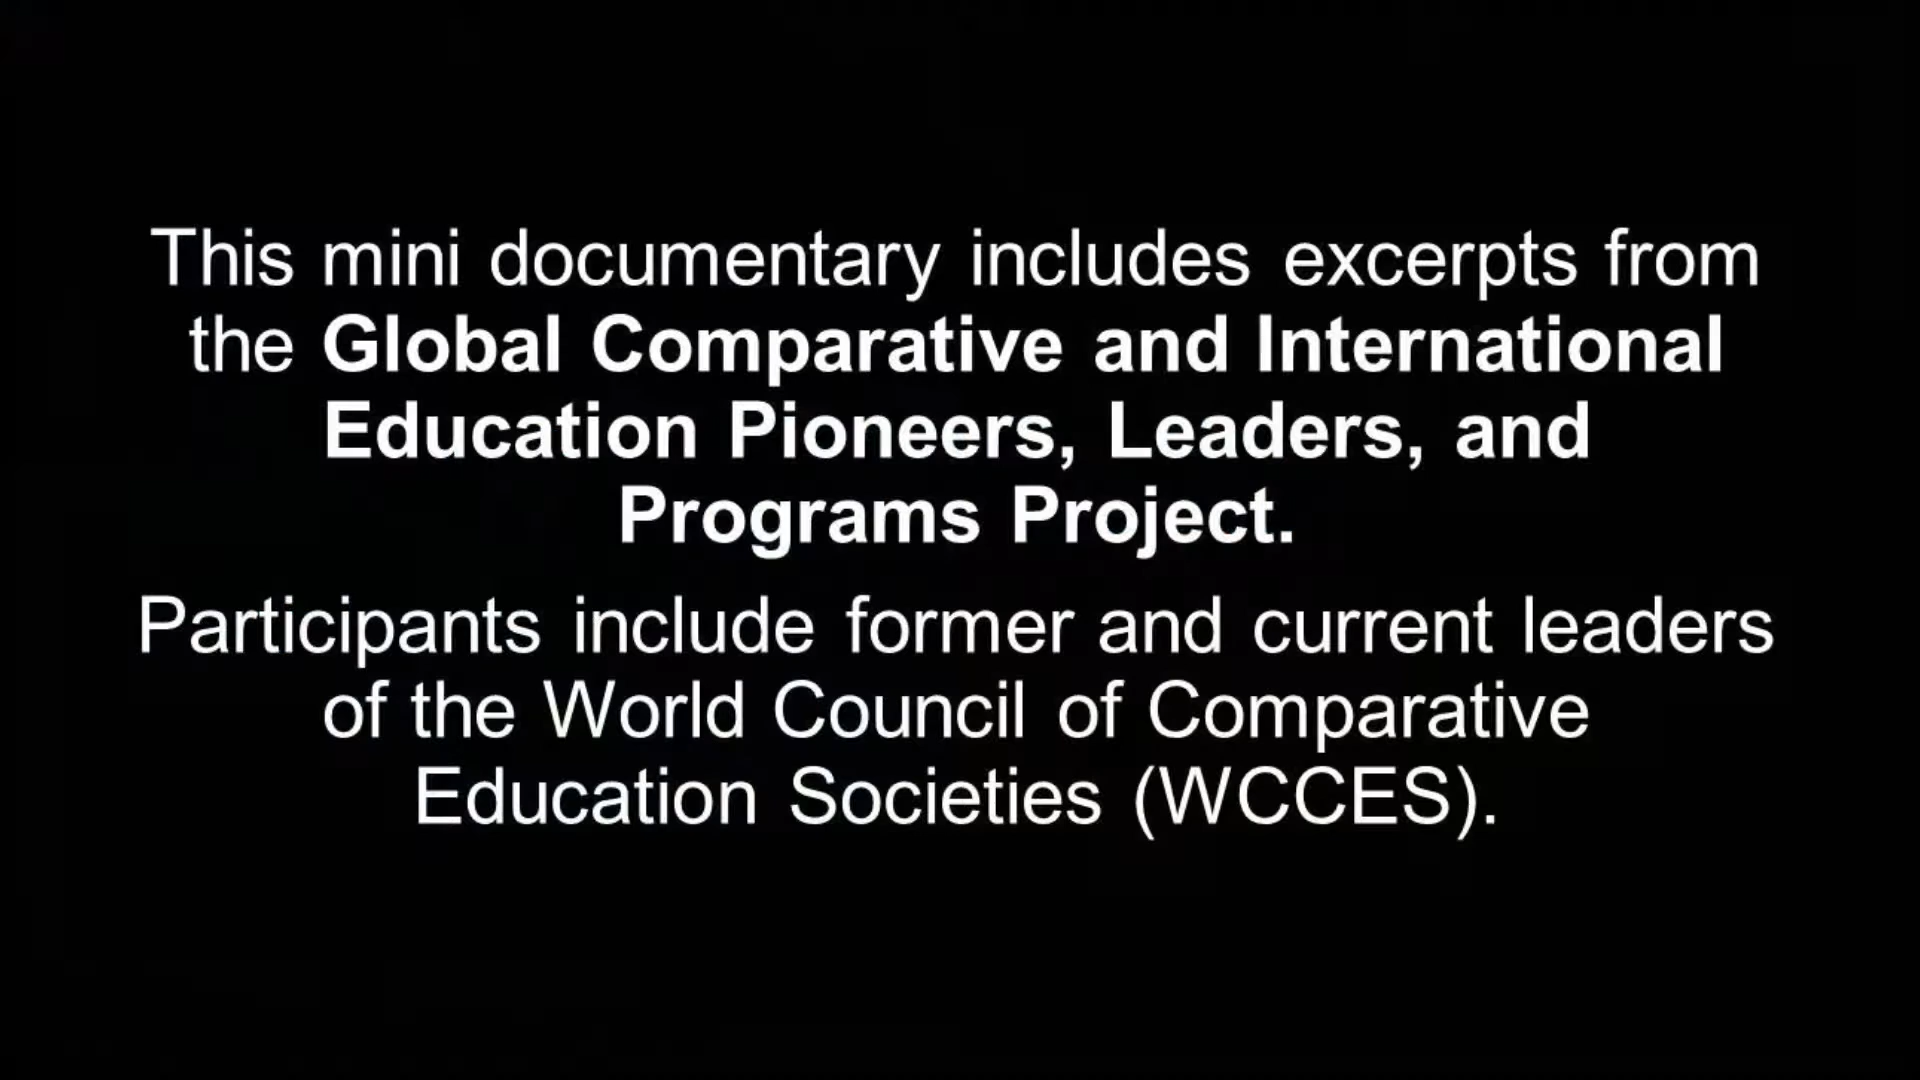 This mini documentary includes excerpts from
the Global Comparative and International
Education Pioneers, Leaders, and
Programs Project.
Participants include former and current leaders
of the World Council of Comparative
Education Societies (WCCES).